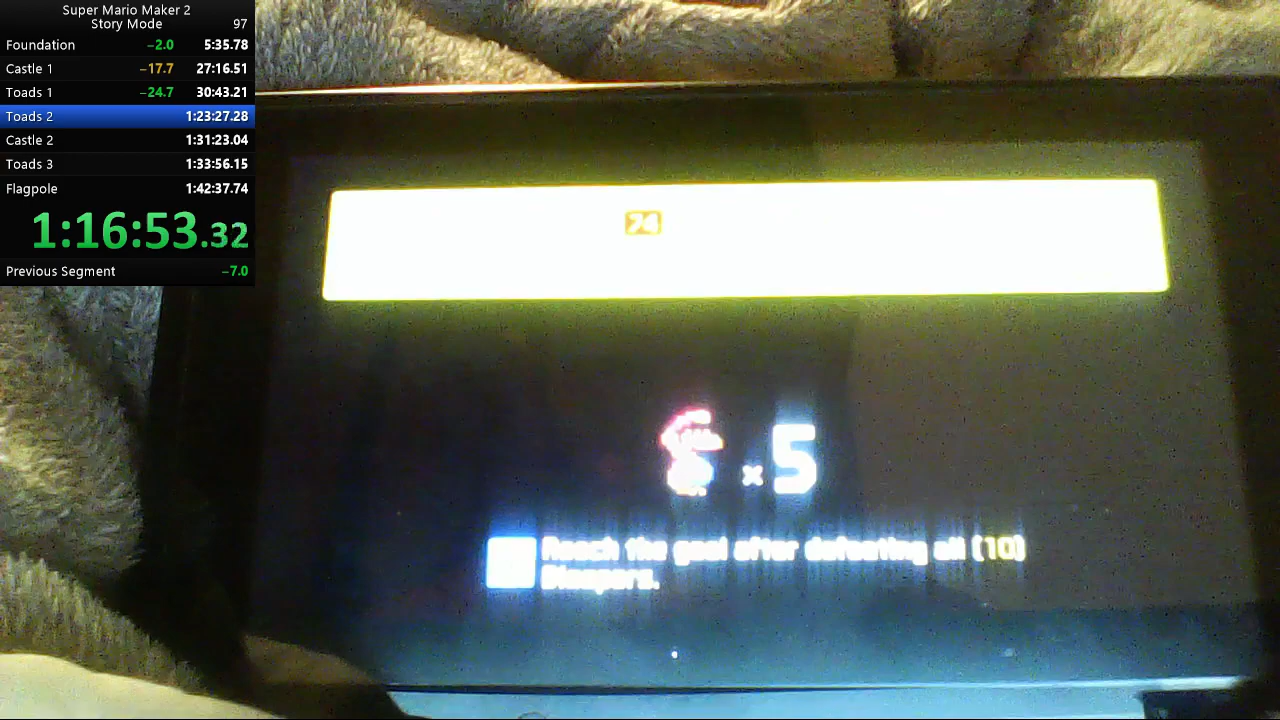 Super Mario Maker 2
Story Mode 97
Foundation -2.0 5:35.78
Castle 1 -17.7 27:16.51
Toads 1 -24.7 30:43.21
Toads 2 1:23:27.28
Castle 2 1:31:23.04
Toads 3 1:33:56.15
Flagpole 1:42:37.74
1:16:53.32
Previous Segment -7.0
74
x 5
Reach the goal after defeating all (10)